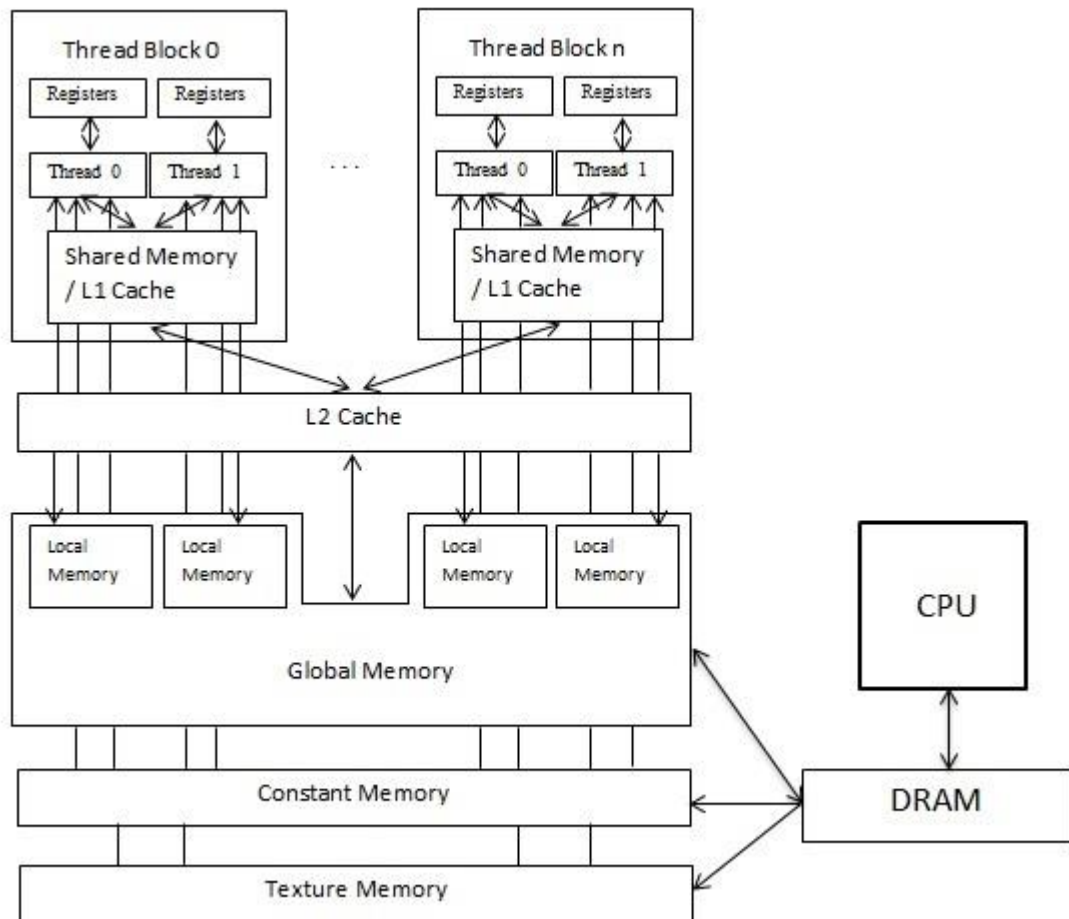 Thread Block 0
Registers
Registers
Thread 0
Thread 1
Shared Memory
/ L1 Cache
. . .
Thread Block n
Registers
Registers
Thread 0
Thread 1
Shared Memory
/ L1 Cache
L2 Cache
Local
Memory
Local
Memory
Local
Memory
Local
Memory
Global Memory
Constant Memory
Texture Memory
CPU
DRAM